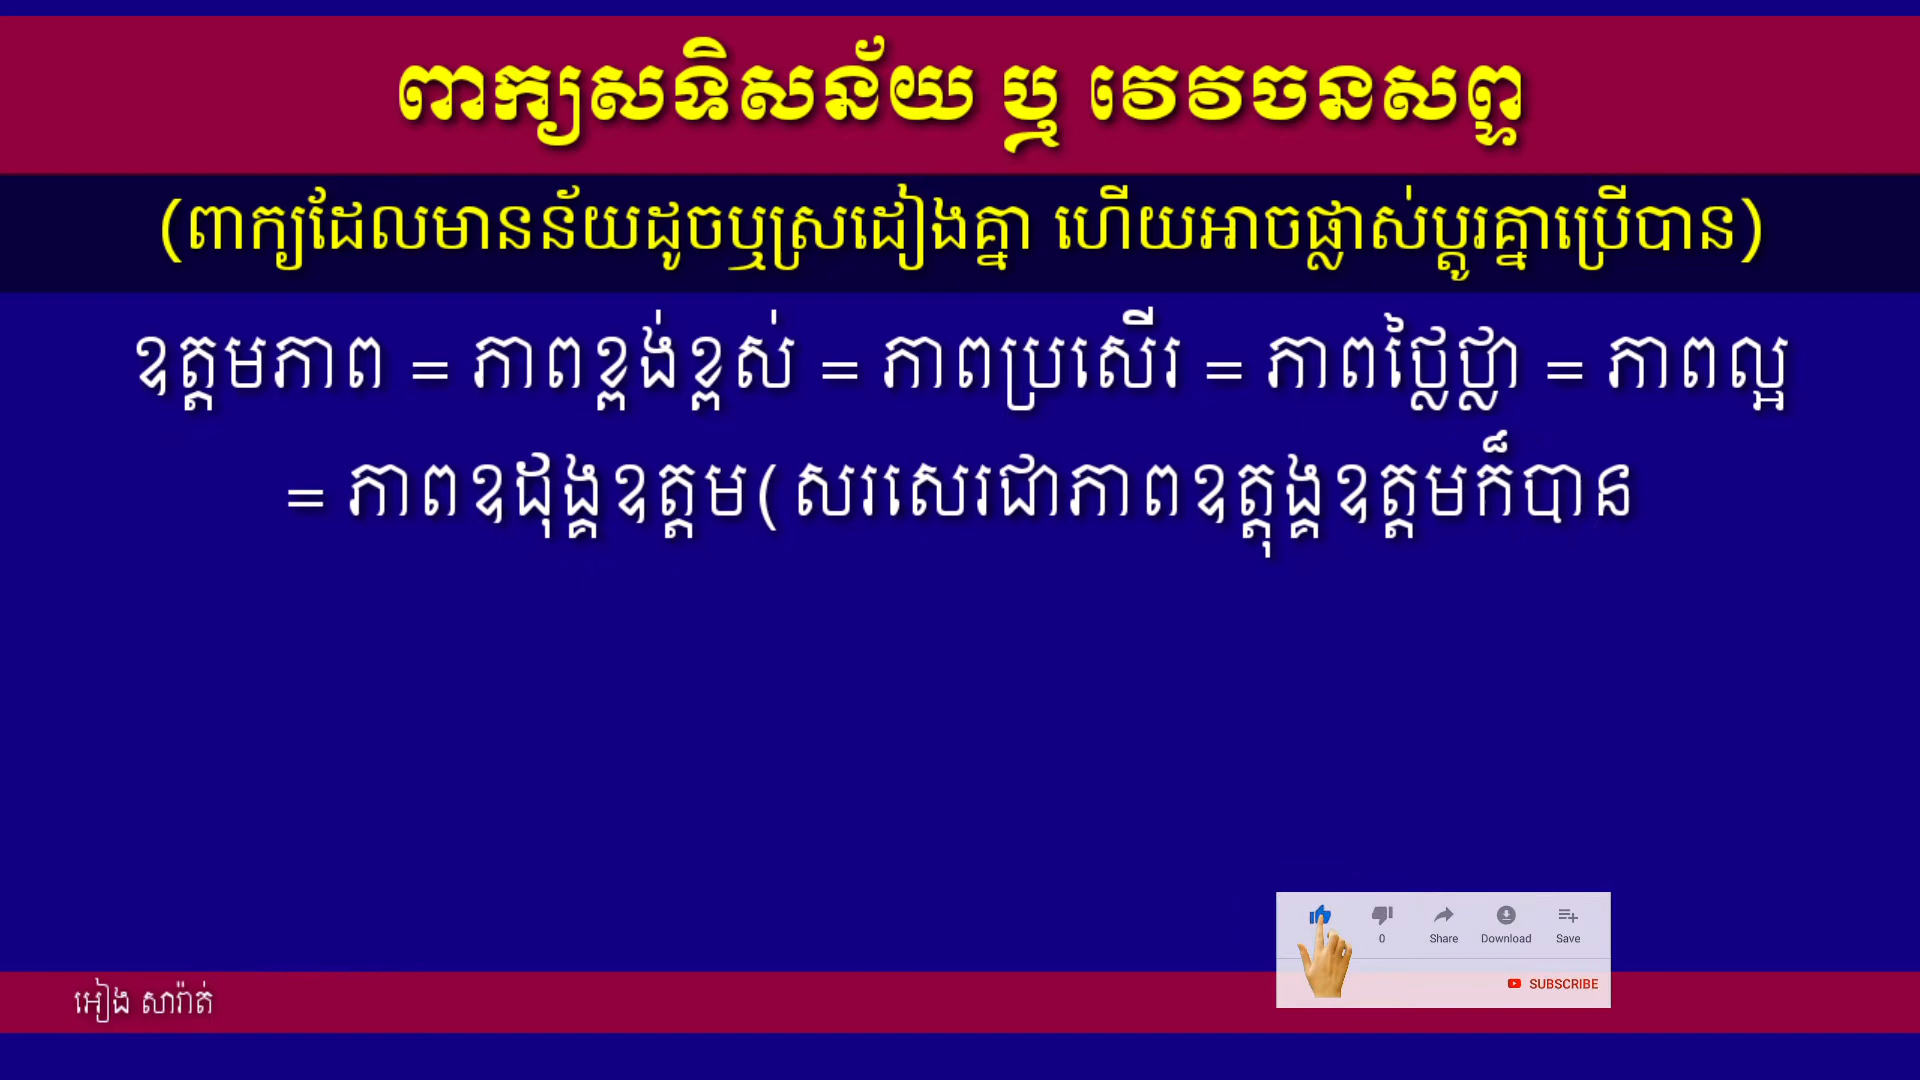 ពាក្យសទិសន័យ ឬ វេវចនសព្ទ
(ពាក្យដែលមានន័យដូចឬស្រដៀងគ្នា ហើយអាចផ្លាស់ប្តូរគ្នាប្រើបាន)
ឧត្តមភាព = ភាពខ្ពង់ខ្ពស់ = ភាពប្រសើរ = ភាពថ្លៃថ្លា = ភាពល្អ
= ភាពឧដុង្គឧត្តម(សរសេរជាភាពឧត្តុង្គឧត្តមក៏បាន
0 Share Download Save
SUBSCRIBE
អៀង សារ៉ាត់